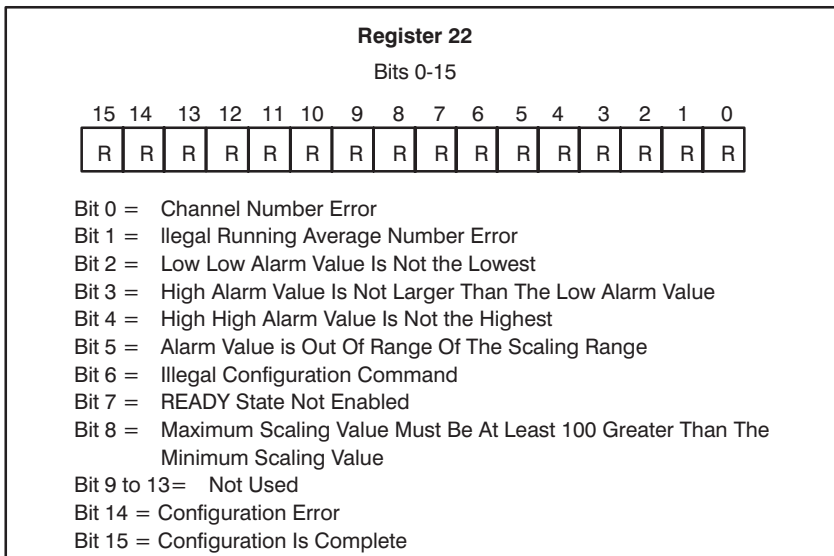 Register 22
Bits 0-15
15 14 13 12 11 10 9 8 7 6 5 4 3 2 1 0
R R R R R R R R R R R R R R R R
Bit 0 = Channel Number Error
Bit 1 = llegal Running Average Number Error
Bit 2 = Low Low Alarm Value Is Not the Lowest
Bit 3 = High Alarm Value Is Not Larger Than The Low Alarm Value
Bit 4 = High High Alarm Value Is Not the Highest
Bit 5 = Alarm Value is Out Of Range Of The Scaling Range
Bit 6 = Illegal Configuration Command
Bit 7 = READY State Not Enabled
Bit 8 = Maximum Scaling Value Must Be At Least 100 Greater Than The
Minimum Scaling Value
Bit 9 to 13= Not Used
Bit 14 = Configuration Error
Bit 15 = Configuration Is Complete